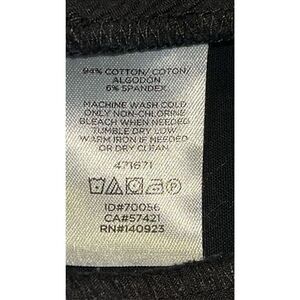 94% COTTON/ COTON/
ALGODON
6% SPANDEX
MACHINE WASH COLD
ONLY NON-CHLORINE
BLEACH WHEN NEEDED
TUMBLE DRY LOW
WARM IRON IF NEEDED
OR DRY CLEAN
471671
ID#70056
CA#57421
RN#140923